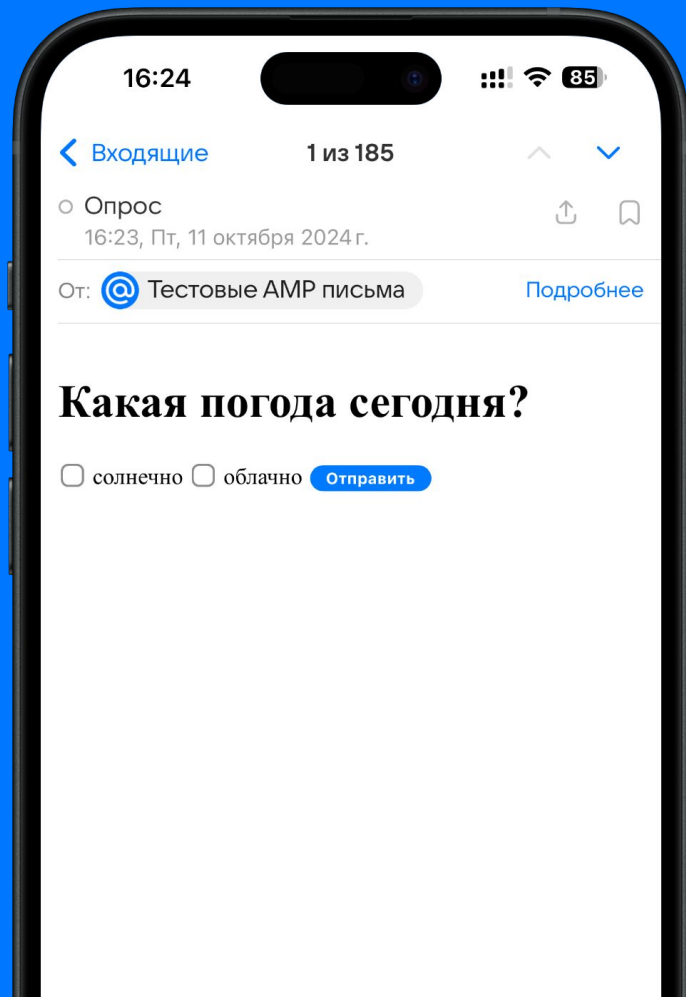 16:24 85
Входящие 1 из 185
Опрос
16:23, Пт, 11 октября 2024 г.
От: @ Тестовые AMP письма Подробнее
Какая погода сегодня?
солнечно облачно Отправить